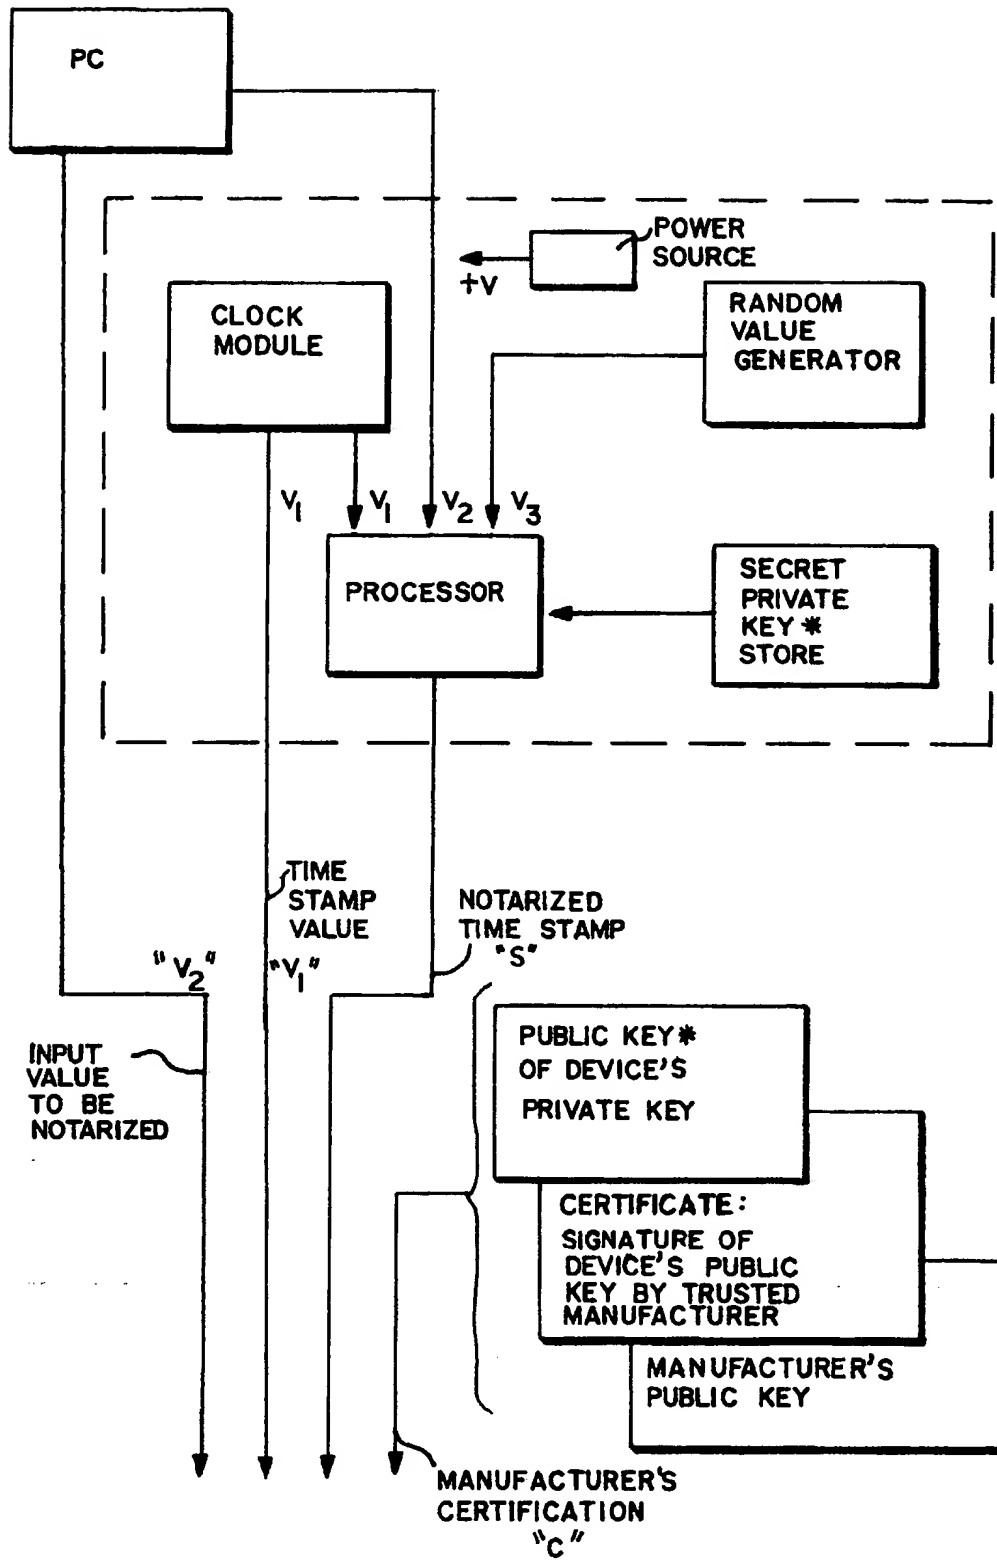 PC
POWER
SOURCE
+V
CLOCK
MODULE
RANDOM
VALUE
GENERATOR
V1
V1
V2
V3
PROCESSOR
SECRET
PRIVATE
KEY*
STORE
TIME
STAMP
VALUE
NOTARIZED
TIME STAMP
"S"
"V2"
"V1"
INPUT
VALUE
TO BE
NOTARIZED
PUBLIC KEY*
OF DEVICE'S
PRIVATE KEY
CERTIFICATE:
SIGNATURE OF
DEVICE'S PUBLIC
KEY BY TRUSTED
MANUFACTURER
MANUFACTURER'S
PUBLIC KEY
MANUFACTURER'S
CERTIFICATION
"C"